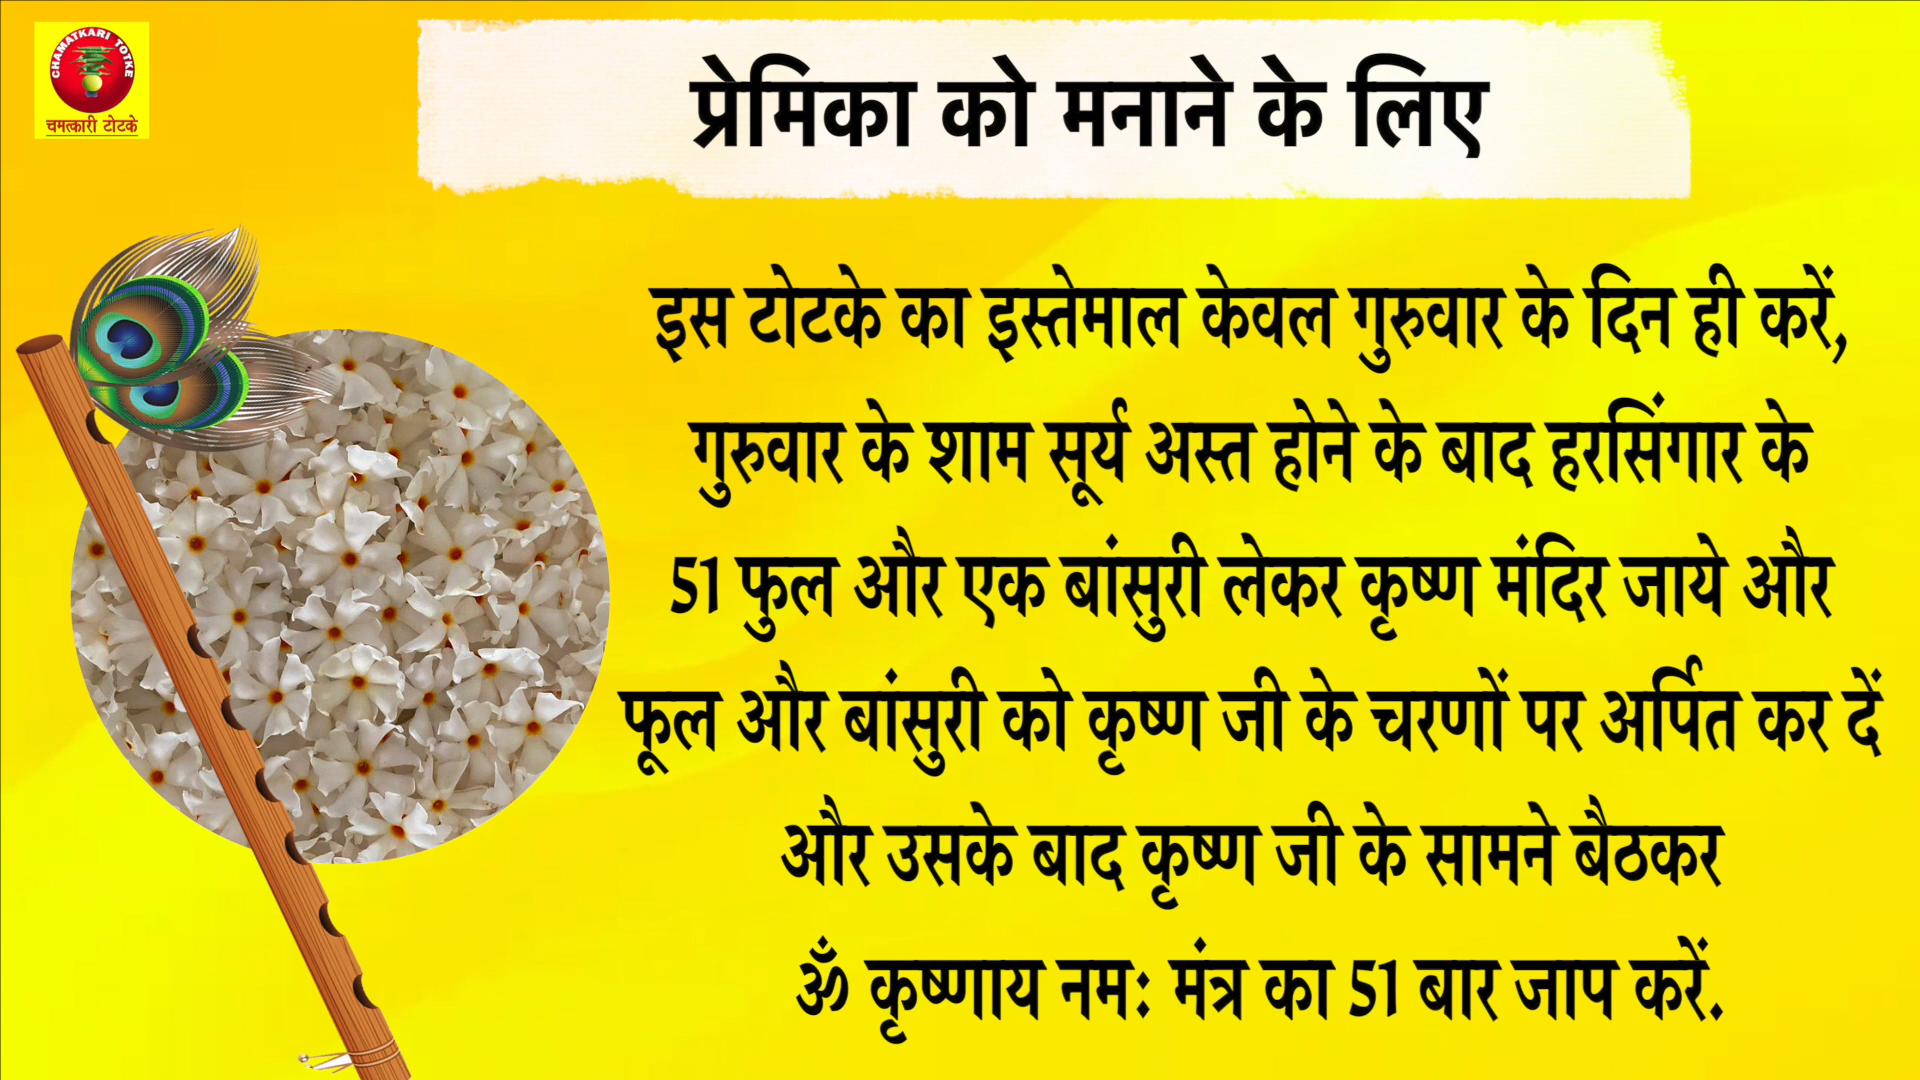 CHAMATKARI TOTKE
चमत्कारी टोटके
प्रेमिका को मनाने के लिए
इस टोटके का इस्तेमाल केवल गुरुवार के दिन ही करें,
गुरुवार के शाम सूर्य अस्त होने के बाद हरसिंगार के
51 फुल और एक बांसुरी लेकर कृष्ण मंदिर जाये और
फूल और बांसुरी को कृष्ण जी के चरणों पर अर्पित कर दें
और उसके बाद कृष्ण जी के सामने बैठकर
ॐ कृष्णाय नमः मंत्र का 51 बार जाप करें.